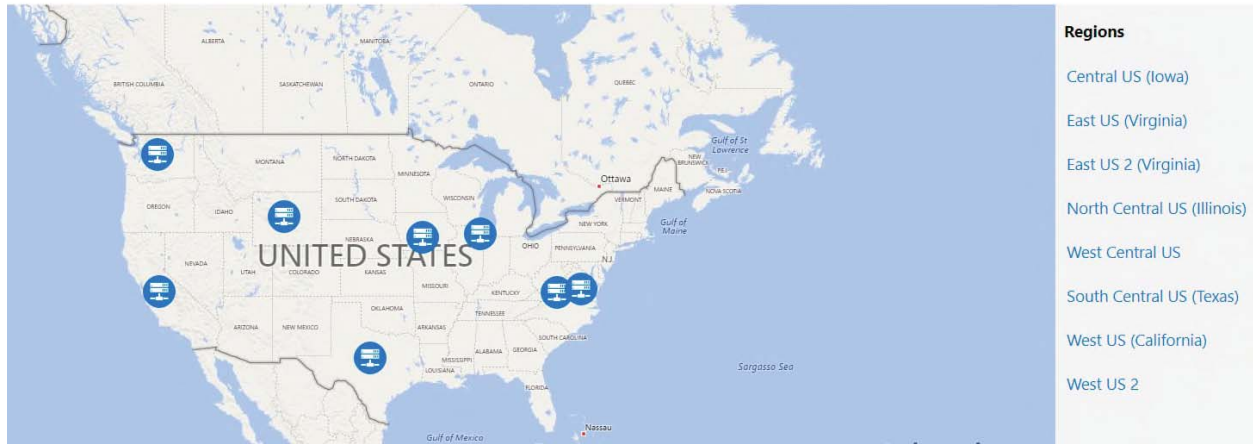 ALBERTA
MANITOBA
BRITISH COLUMBIA
SASKATCHEWAN
ONTARIO
QUEBEC
Gulf of St
Lawrence
NEW
BRUNSWICK
P.E.I.
NOVA SCOTIA
Ottawa
MAINE
VERMONT
Gulf of
Maine
MONTANA
NORTH DAKOTA
MINNESOTA
OREGON
IDAHO
SOUTH DAKOTA
WISCONSIN
NEW YORK
NEBRASKA
OHIO
PENNSYLVANIA
N.J.
UNITED STATES
NEVADA
UTAH
COLORADO
KANSAS
MISSOURI
KENTUCKY
OKLAHOMA
TENNESSEE
ARIZONA
NEW MEXICO
ARKANSAS
SOUTH CAROLINA
MISSISSIPPI
ALABAMA
GEORGIA
LOUISIANA
FLORIDA
Sargasso Sea
Nassau
Gulf of Mexico
Regions
Central US (Iowa)
East US (Virginia)
East US 2 (Virginia)
North Central US (Illinois)
West Central US
South Central US (Texas)
West US (California)
West US 2